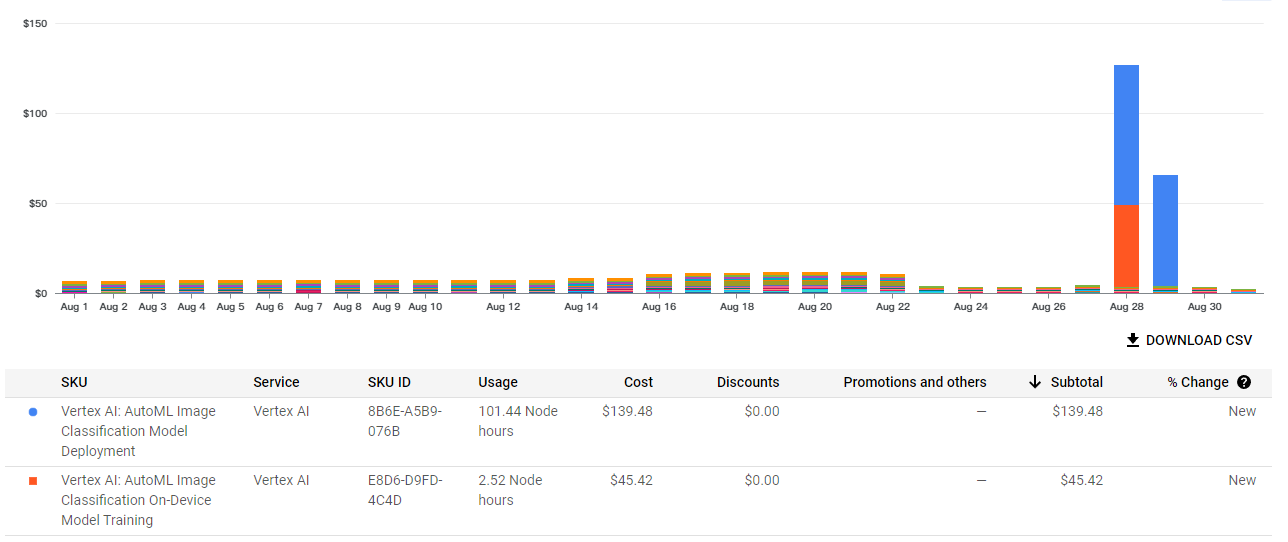 $150
$100
$50
$0
Aug 1 Aug 2 Aug 3 Aug 4 Aug 5 Aug 6 Aug 7 Aug 8 Aug 9 Aug 10 Aug 12 Aug 14 Aug 16 Aug 18 Aug 20 Aug 22 Aug 24 Aug 26 Aug 28 Aug 30
DOWNLOAD CSV
SKU Service SKU ID Usage Cost Discounts Promotions and others Subtotal % Change ?
Vertex AI: AutoML Image Vertex AI 8B6E-A5B9- 101.44 Node $139.48 $0.00 — $139.48 New
Classification Model 076B hours
Deployment
Vertex AI: AutoML Image Vertex AI E8D6-D9FD- 2.52 Node $45.42 $0.00 — $45.42 New
Classification On-Device 4C4D hours
Model Training